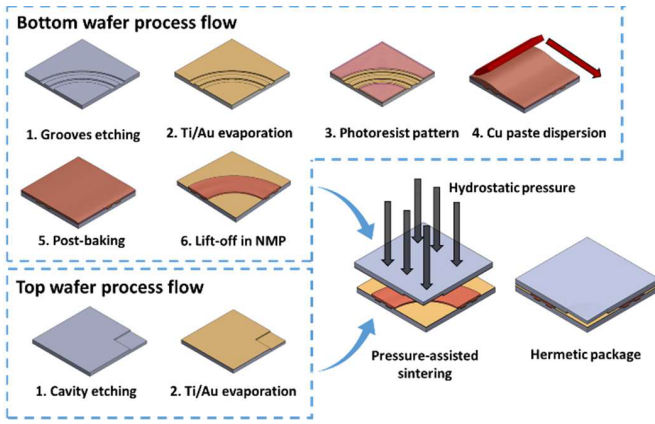 Bottom wafer process flow
1. Grooves etching
2. Ti/Au evaporation
3. Photoresist pattern
4. Cu paste dispersion
5. Post-baking
6. Lift-off in NMP
Hydrostatic pressure
Top wafer process flow
1. Cavity etching
2. Ti/Au evaporation
Pressure-assisted
sintering
Hermetic package